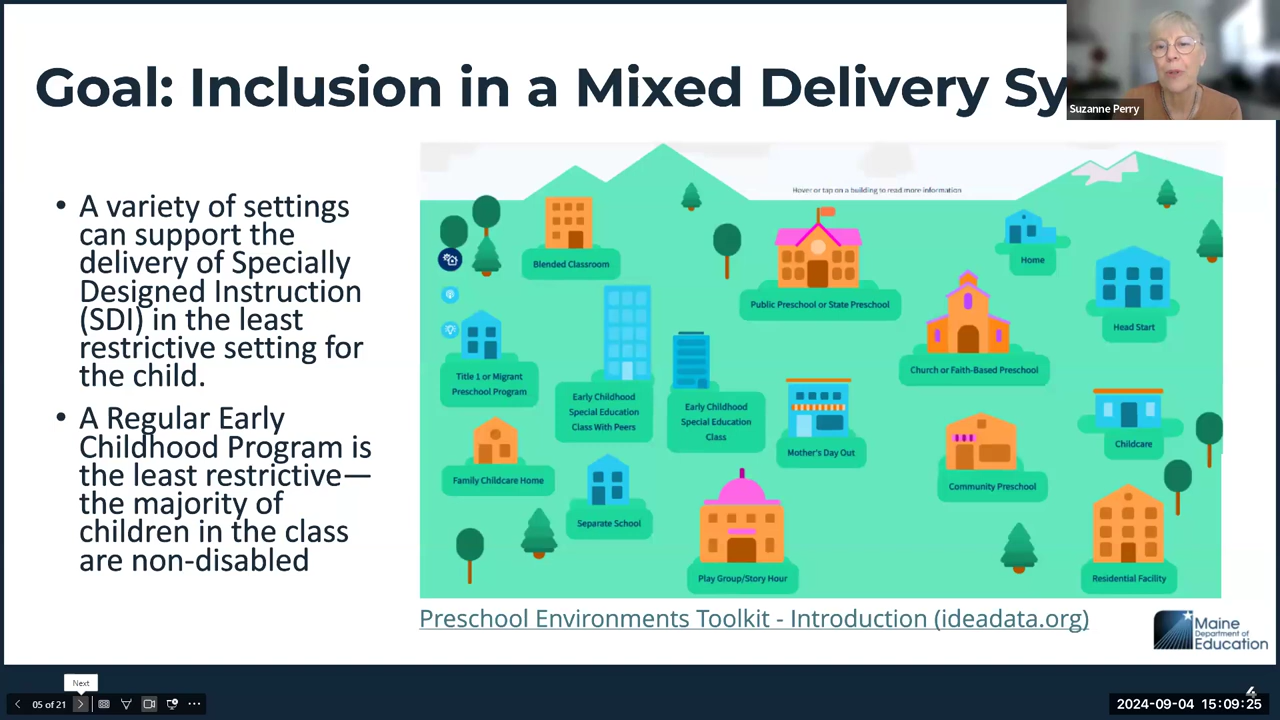 Goal: Inclusion in a Mixed Delivery Sy
Suzanne Perry
• A variety of settings
can support the
delivery of Specially
Designed Instruction
(SDI) in the least
restrictive setting for
the child.
• A Regular Early
Childhood Program is
the least restrictive—
the majority of
children in the class
are non-disabled
Hover or tap on a building to read more information
Blended Classroom
Public Preschool or State Preschool
Home
Head Start
Title 1 or Migrant
Preschool Program
Early Childhood
Special Education
Class With Peers
Early Childhood
Special Education
Class
Church or Faith-Based Preschool
Mother's Day Out
Childcare
Family Childcare Home
Community Preschool
Separate School
Play Group/Story Hour
Residential Facility
Preschool Environments Toolkit - Introduction (ideadata.org)
Maine
Department of
Education
Next
05 of 21
2024-09-04 15:09:25